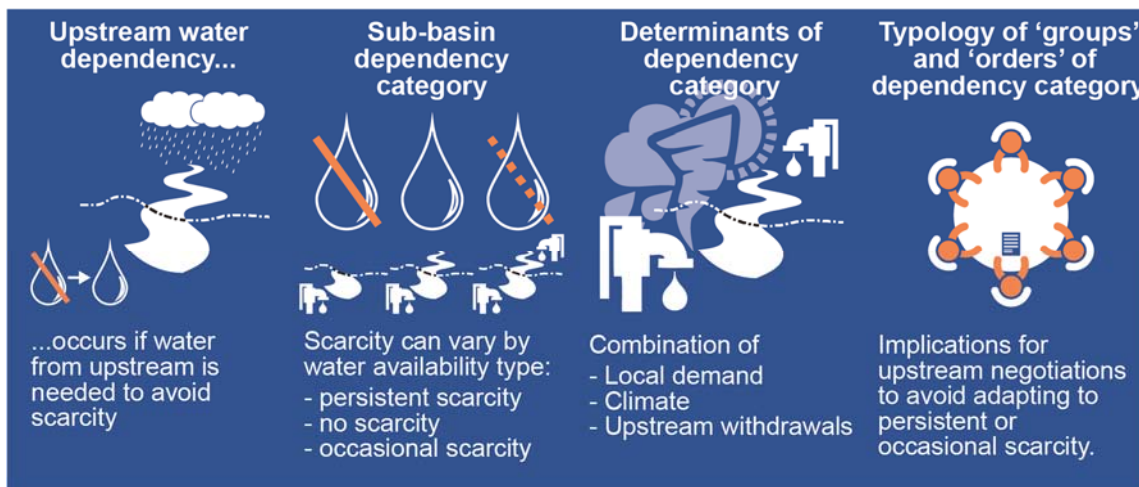 Upstream water
dependency...
...occurs if water
from upstream is
needed to avoid
scarcity
Sub-basin
dependency
category
Scarcity can vary by
water availability type:
- persistent scarcity
- no scarcity
- occasional scarcity
Determinants of
dependency
category
Combination of
- Local demand
- Climate
- Upstream withdrawals
Typology of ‘groups’
and ‘orders’ of
dependency category
Implications for
upstream negotiations
to avoid adapting to
persistent or
occasional scarcity.